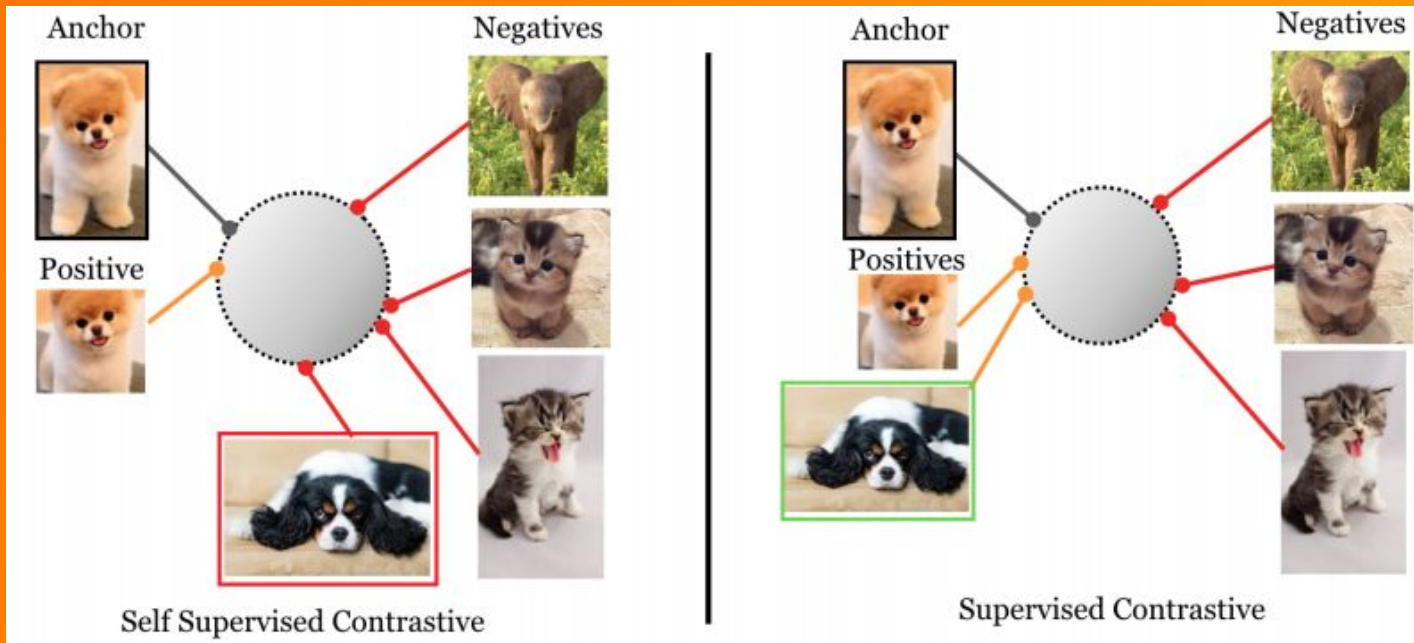 Anchor
Negatives
Positive
Self Supervised Contrastive
Anchor
Negatives
Positives
Supervised Contrastive